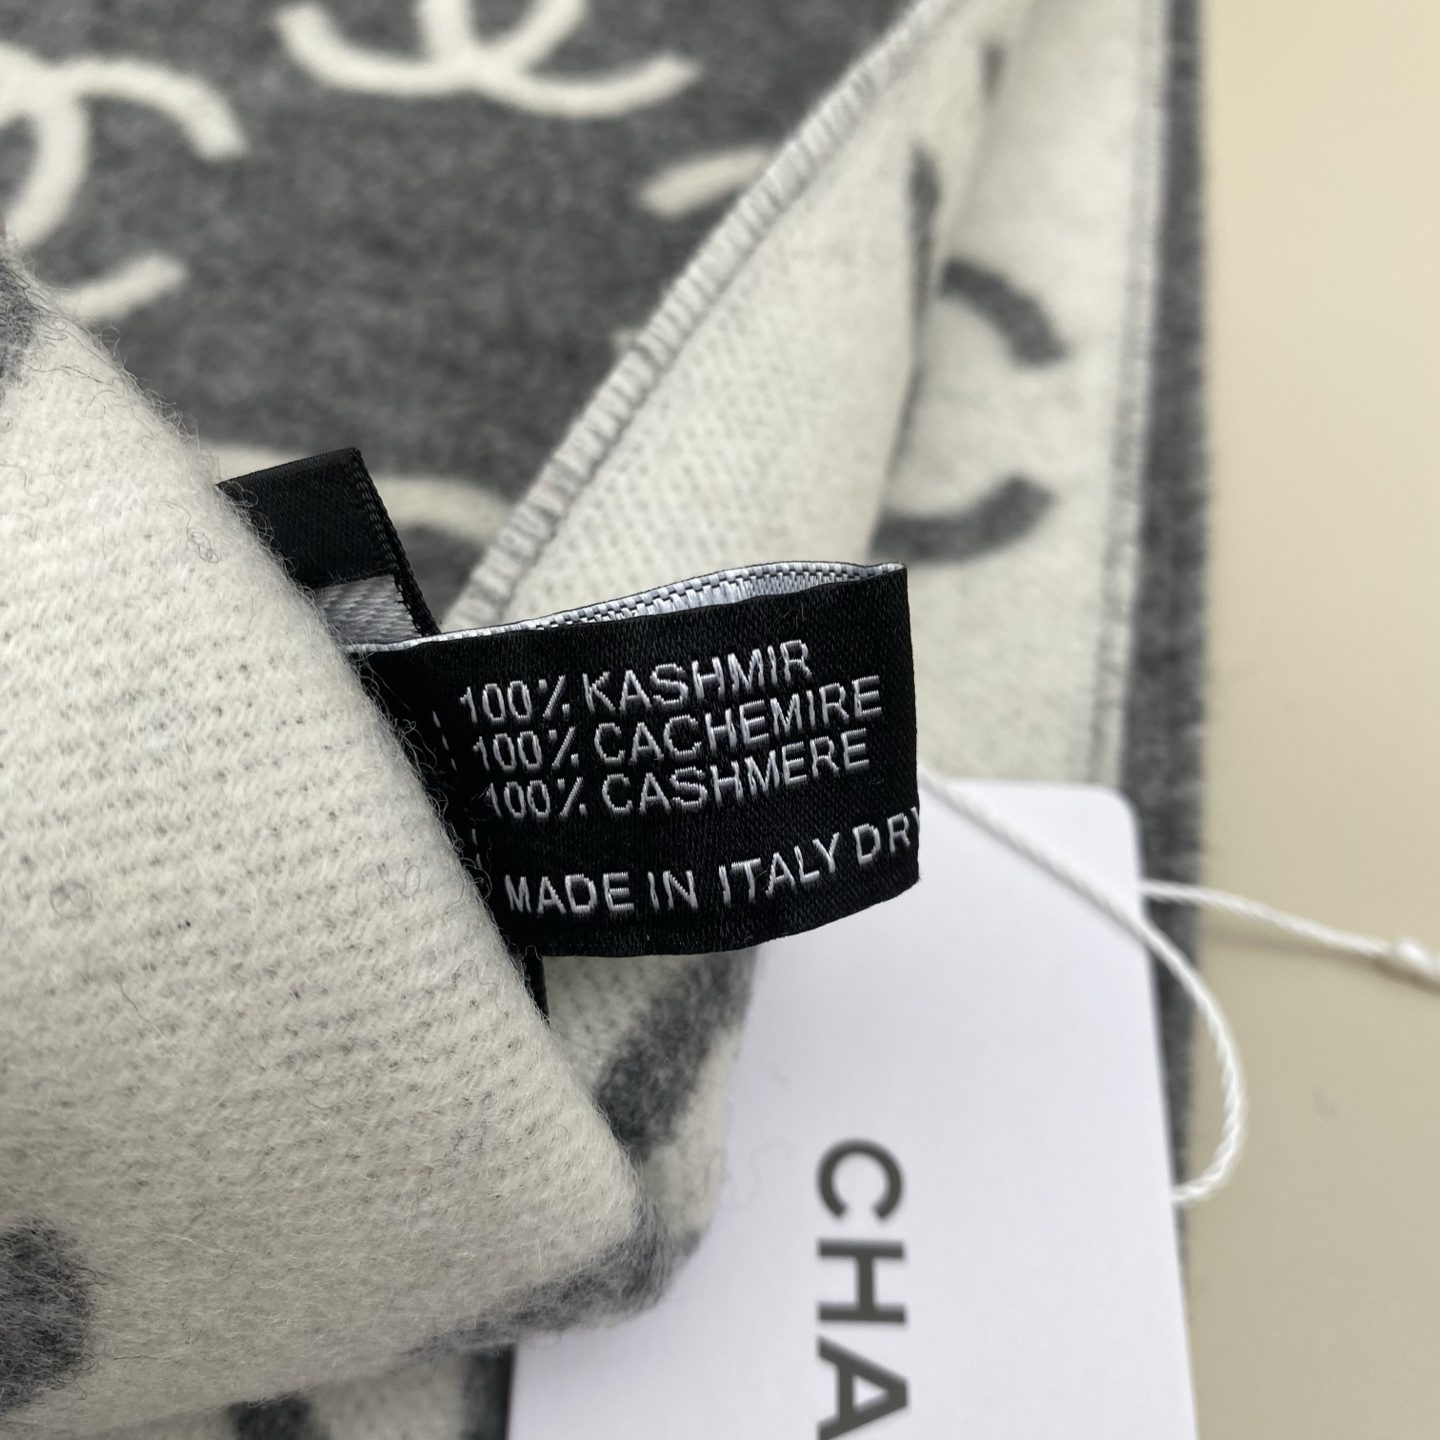 100% KASHMIR
100% CACHEMIRE
100% CASHMERE
MADE IN ITALY DRY
CHA